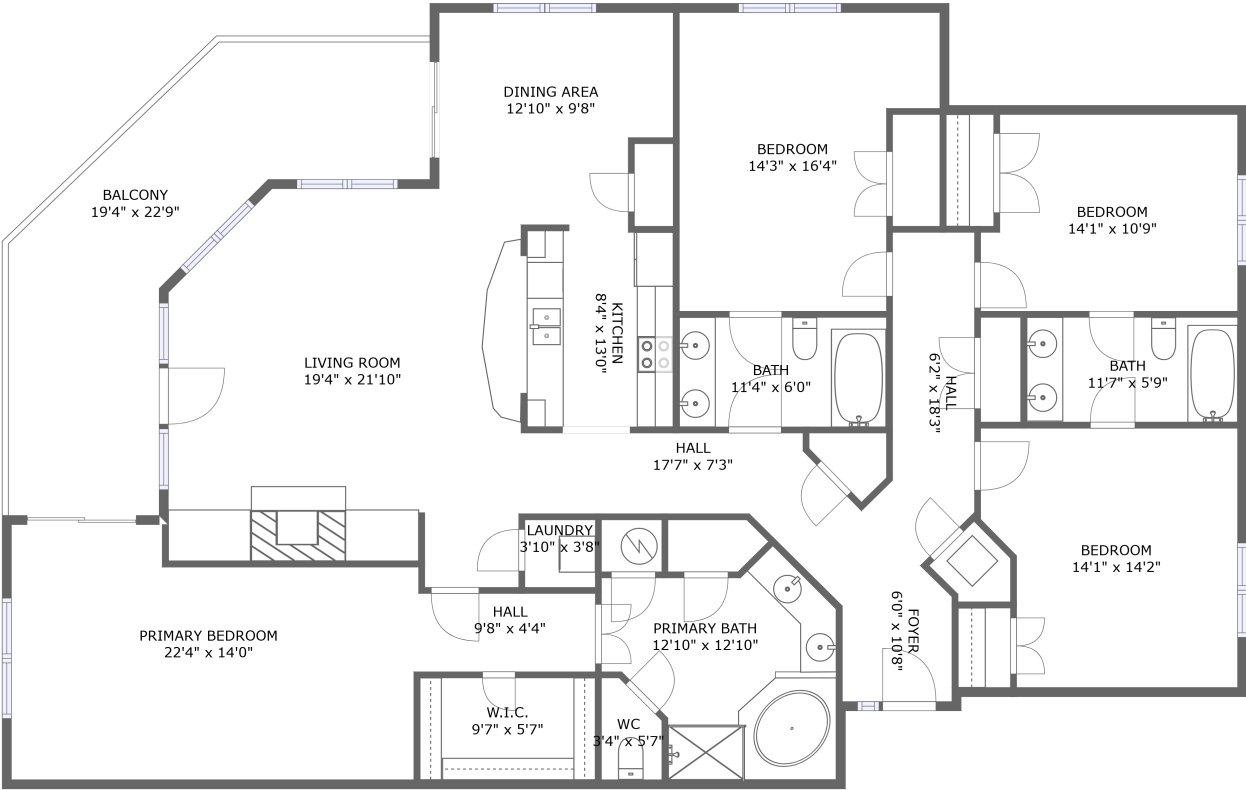 DINING AREA
12'10" x 9'8"
BEDROOM
14'3" x 16'4"
BALCONY
19'4" x 22'9"
BEDROOM
14'1" x 10'9"
KITCHEN
8'4" x 13'0"
LIVING ROOM
19'4" x 21'10"
BATH
11'4" x 6'0"
HALL
6'2" x 18'3"
BATH
11'7" x 5'9"
HALL
17'7" x 7'3"
LAUNDRY
3'10" x 3'8"
BEDROOM
14'1" x 14'2"
HALL
9'8" x 4'4"
PRIMARY BEDROOM
22'4" x 14'0"
PRIMARY BATH
12'10" x 12'10"
FOYER
6'0" x 10'8"
W.I.C.
9'7" x 5'7"
WC
3'4" x 5'7"